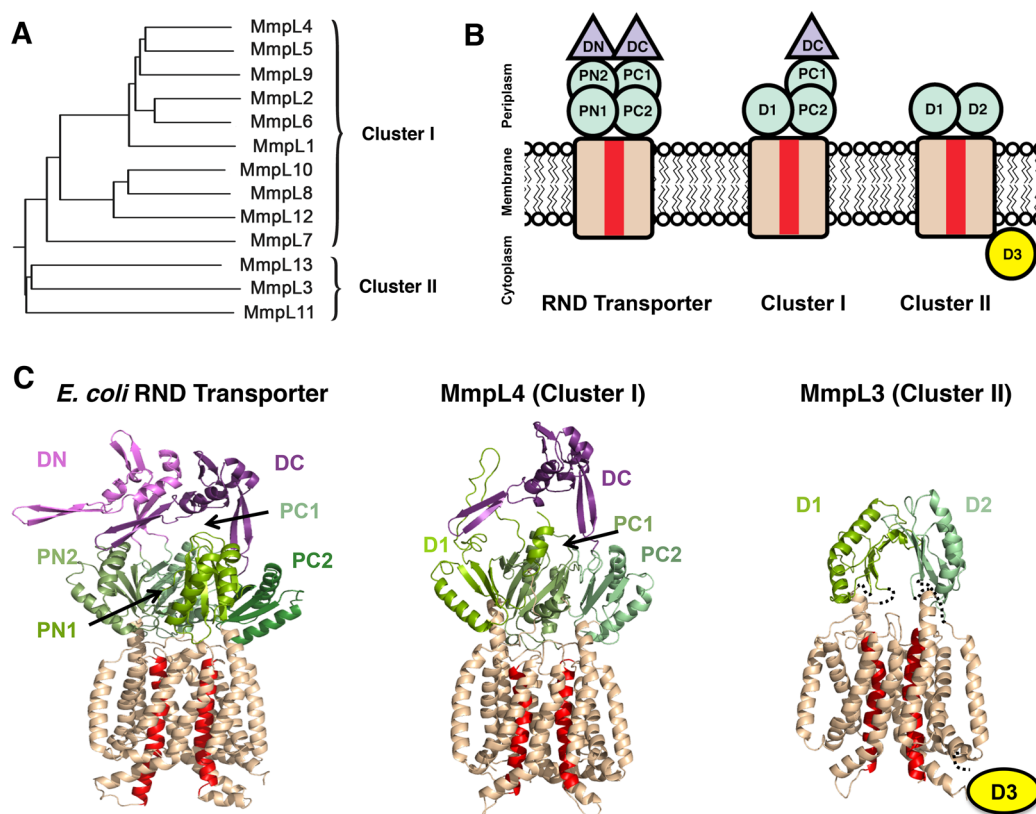 A
MmpL4
MmpL5
MmpL9
MmpL2
MmpL6
MmpL1
MmpL10
MmpL8
MmpL12
MmpL7
MmpL13
MmpL3
MmpL11
Cluster I
Cluster II
B
Periplasm
Membrane
Cytoplasm
DN DC
PN2 PC1
PN1 PC2
DC
PC1
D1 PC2
D1 D2
D3
RND Transporter Cluster I Cluster II
C
E. coli RND Transporter
DN
DC
PC1
PN2
PC2
PN1
MmpL4 (Cluster I)
DC
PC1
D1
PC2
MmpL3 (Cluster II)
D1 D2
D3